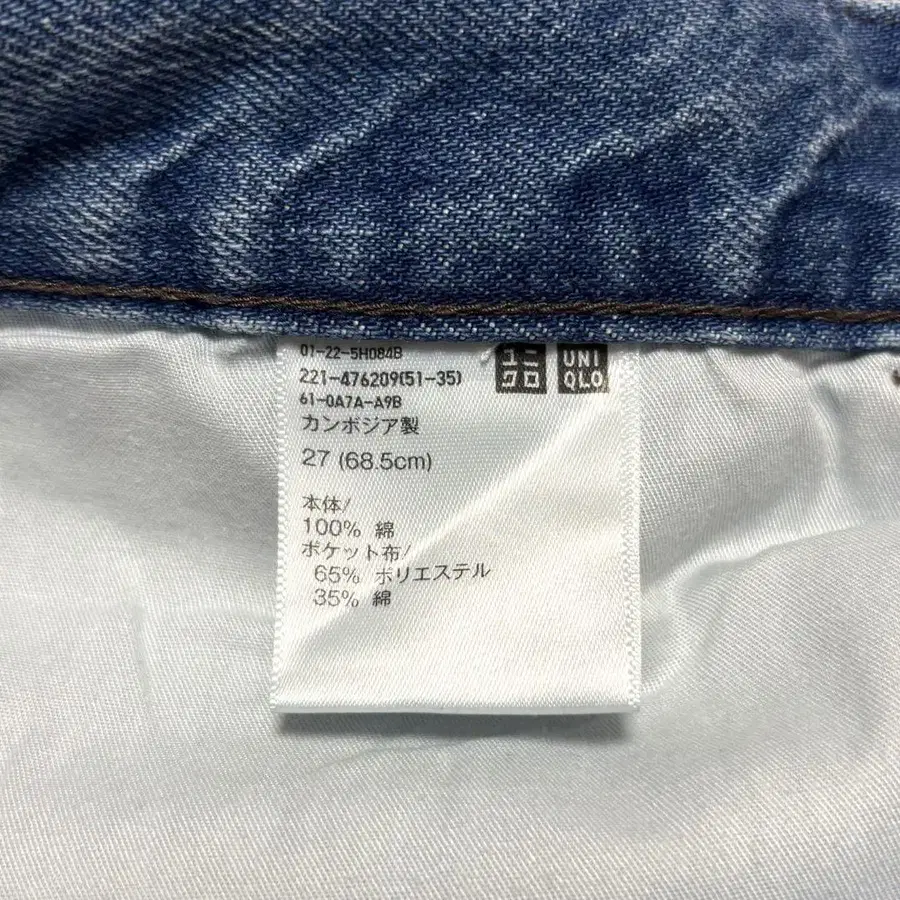 01-22-5H084B
221-476209(51-35)
61-0A7A-A9B
カンボジア製
27 (68.5cm)
本体/
100% 綿
ポケット布/
65% ポリエステル
35% 綿
ユニ
クロ
UNI
QLO